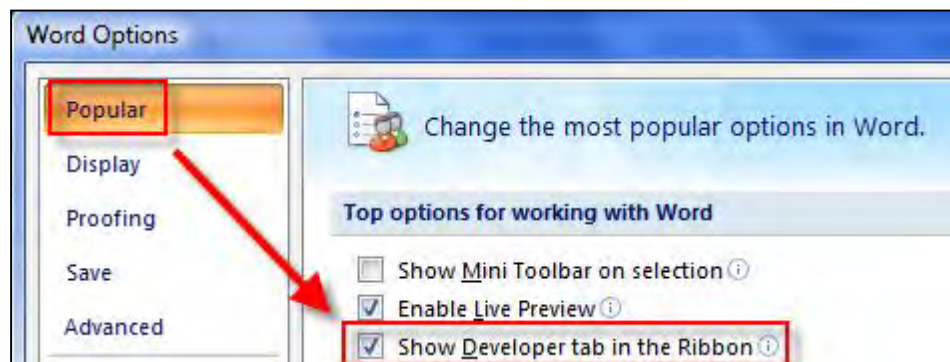 Word Options
Popular
Display
Proofing
Save
Advanced
Change the most popular options in Word.
Top options for working with Word
Show Mini Toolbar on selection
Enable Live Preview
Show Developer tab in the Ribbon